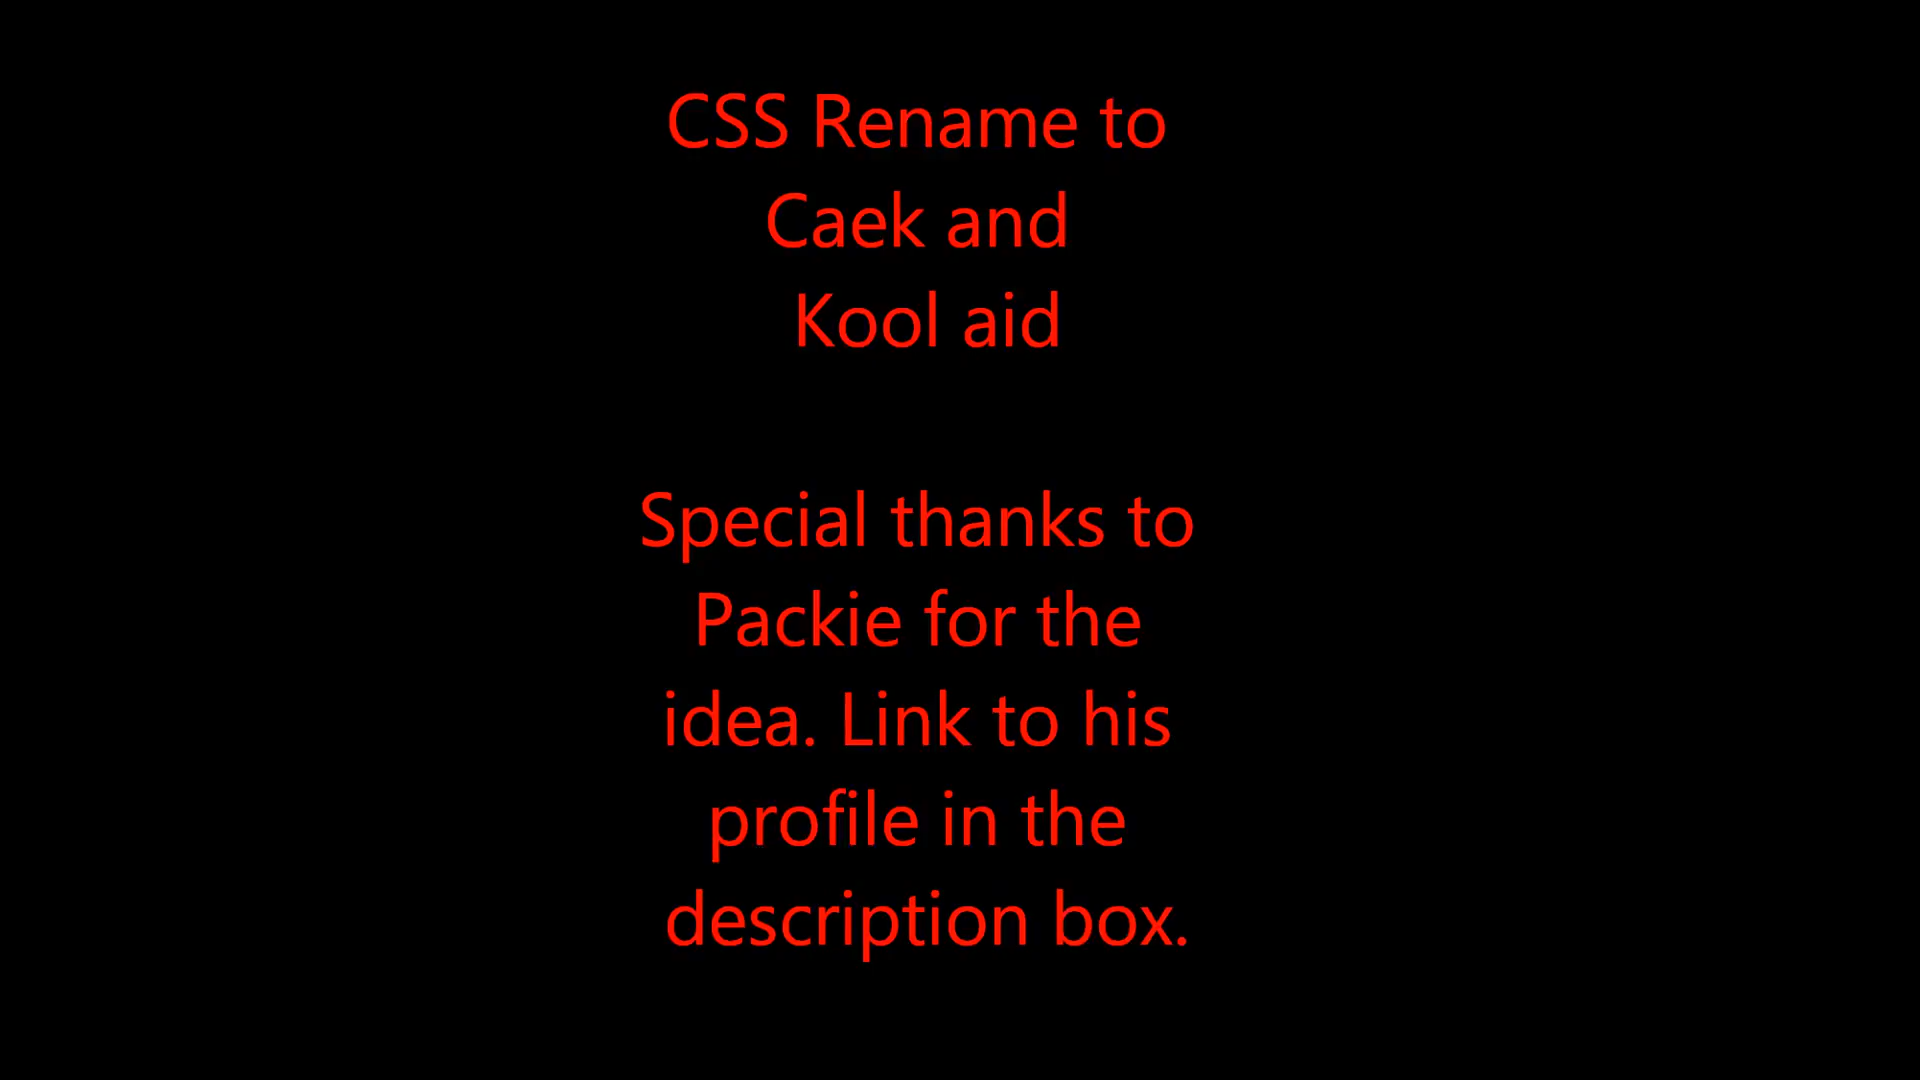 CSS Rename to
Caek and
Kool aid
Special thanks to
Packie for the
idea. Link to his
profile in the
description box.